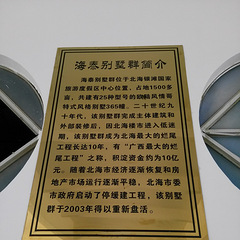 海泰别墅群简介
海泰别墅群位于北海银滩国家
旅游度假区中心位置，占地1500多
亩，共建有25种型号的欧式风情哥
特式风格别墅365幢。二十世纪九
十年代，该别墅群完成主体建筑和
外部装修后，因北海楼市进入低迷
期，该别墅群成为北海最大的烂尾
工程长达10年，有“广西最大的烂
尾工程”之称，积淀资金约为10亿
元。随着北海市经济逐渐恢复和房
地产市场运行逐渐平稳，北海市委
市政府启动了停缓建工程，该别墅
群于2003年得以重新盘活。